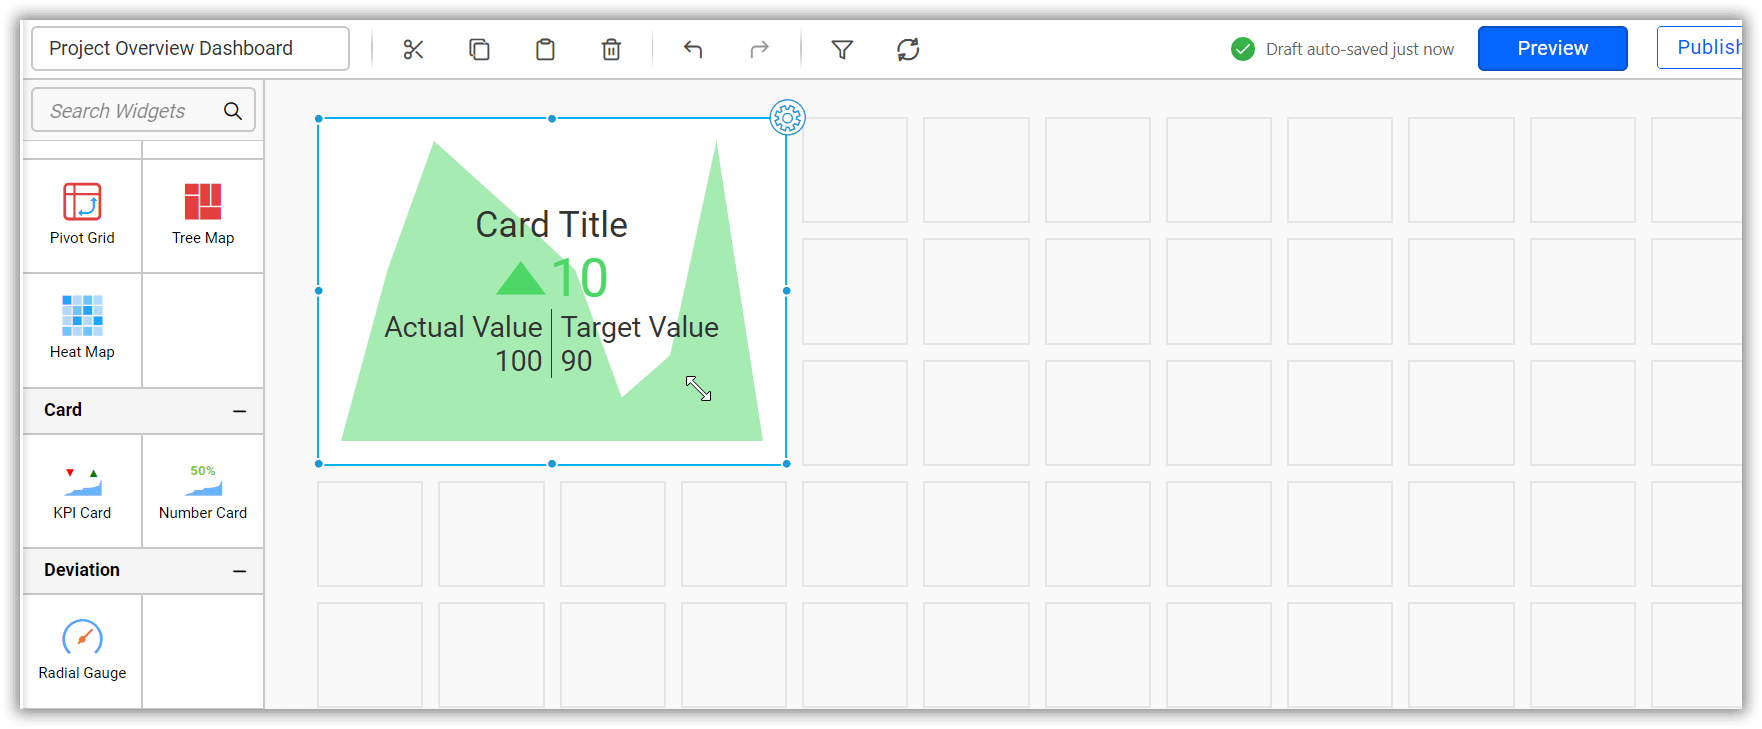 Project Overview Dashboard
Draft auto-saved just now
Preview
Publish
Search Widgets
Pivot Grid
Tree Map
Heat Map
Card
50%
KPI Card
Number Card
Deviation
Radial Gauge
Card Title
10
Actual Value Target Value
100 90